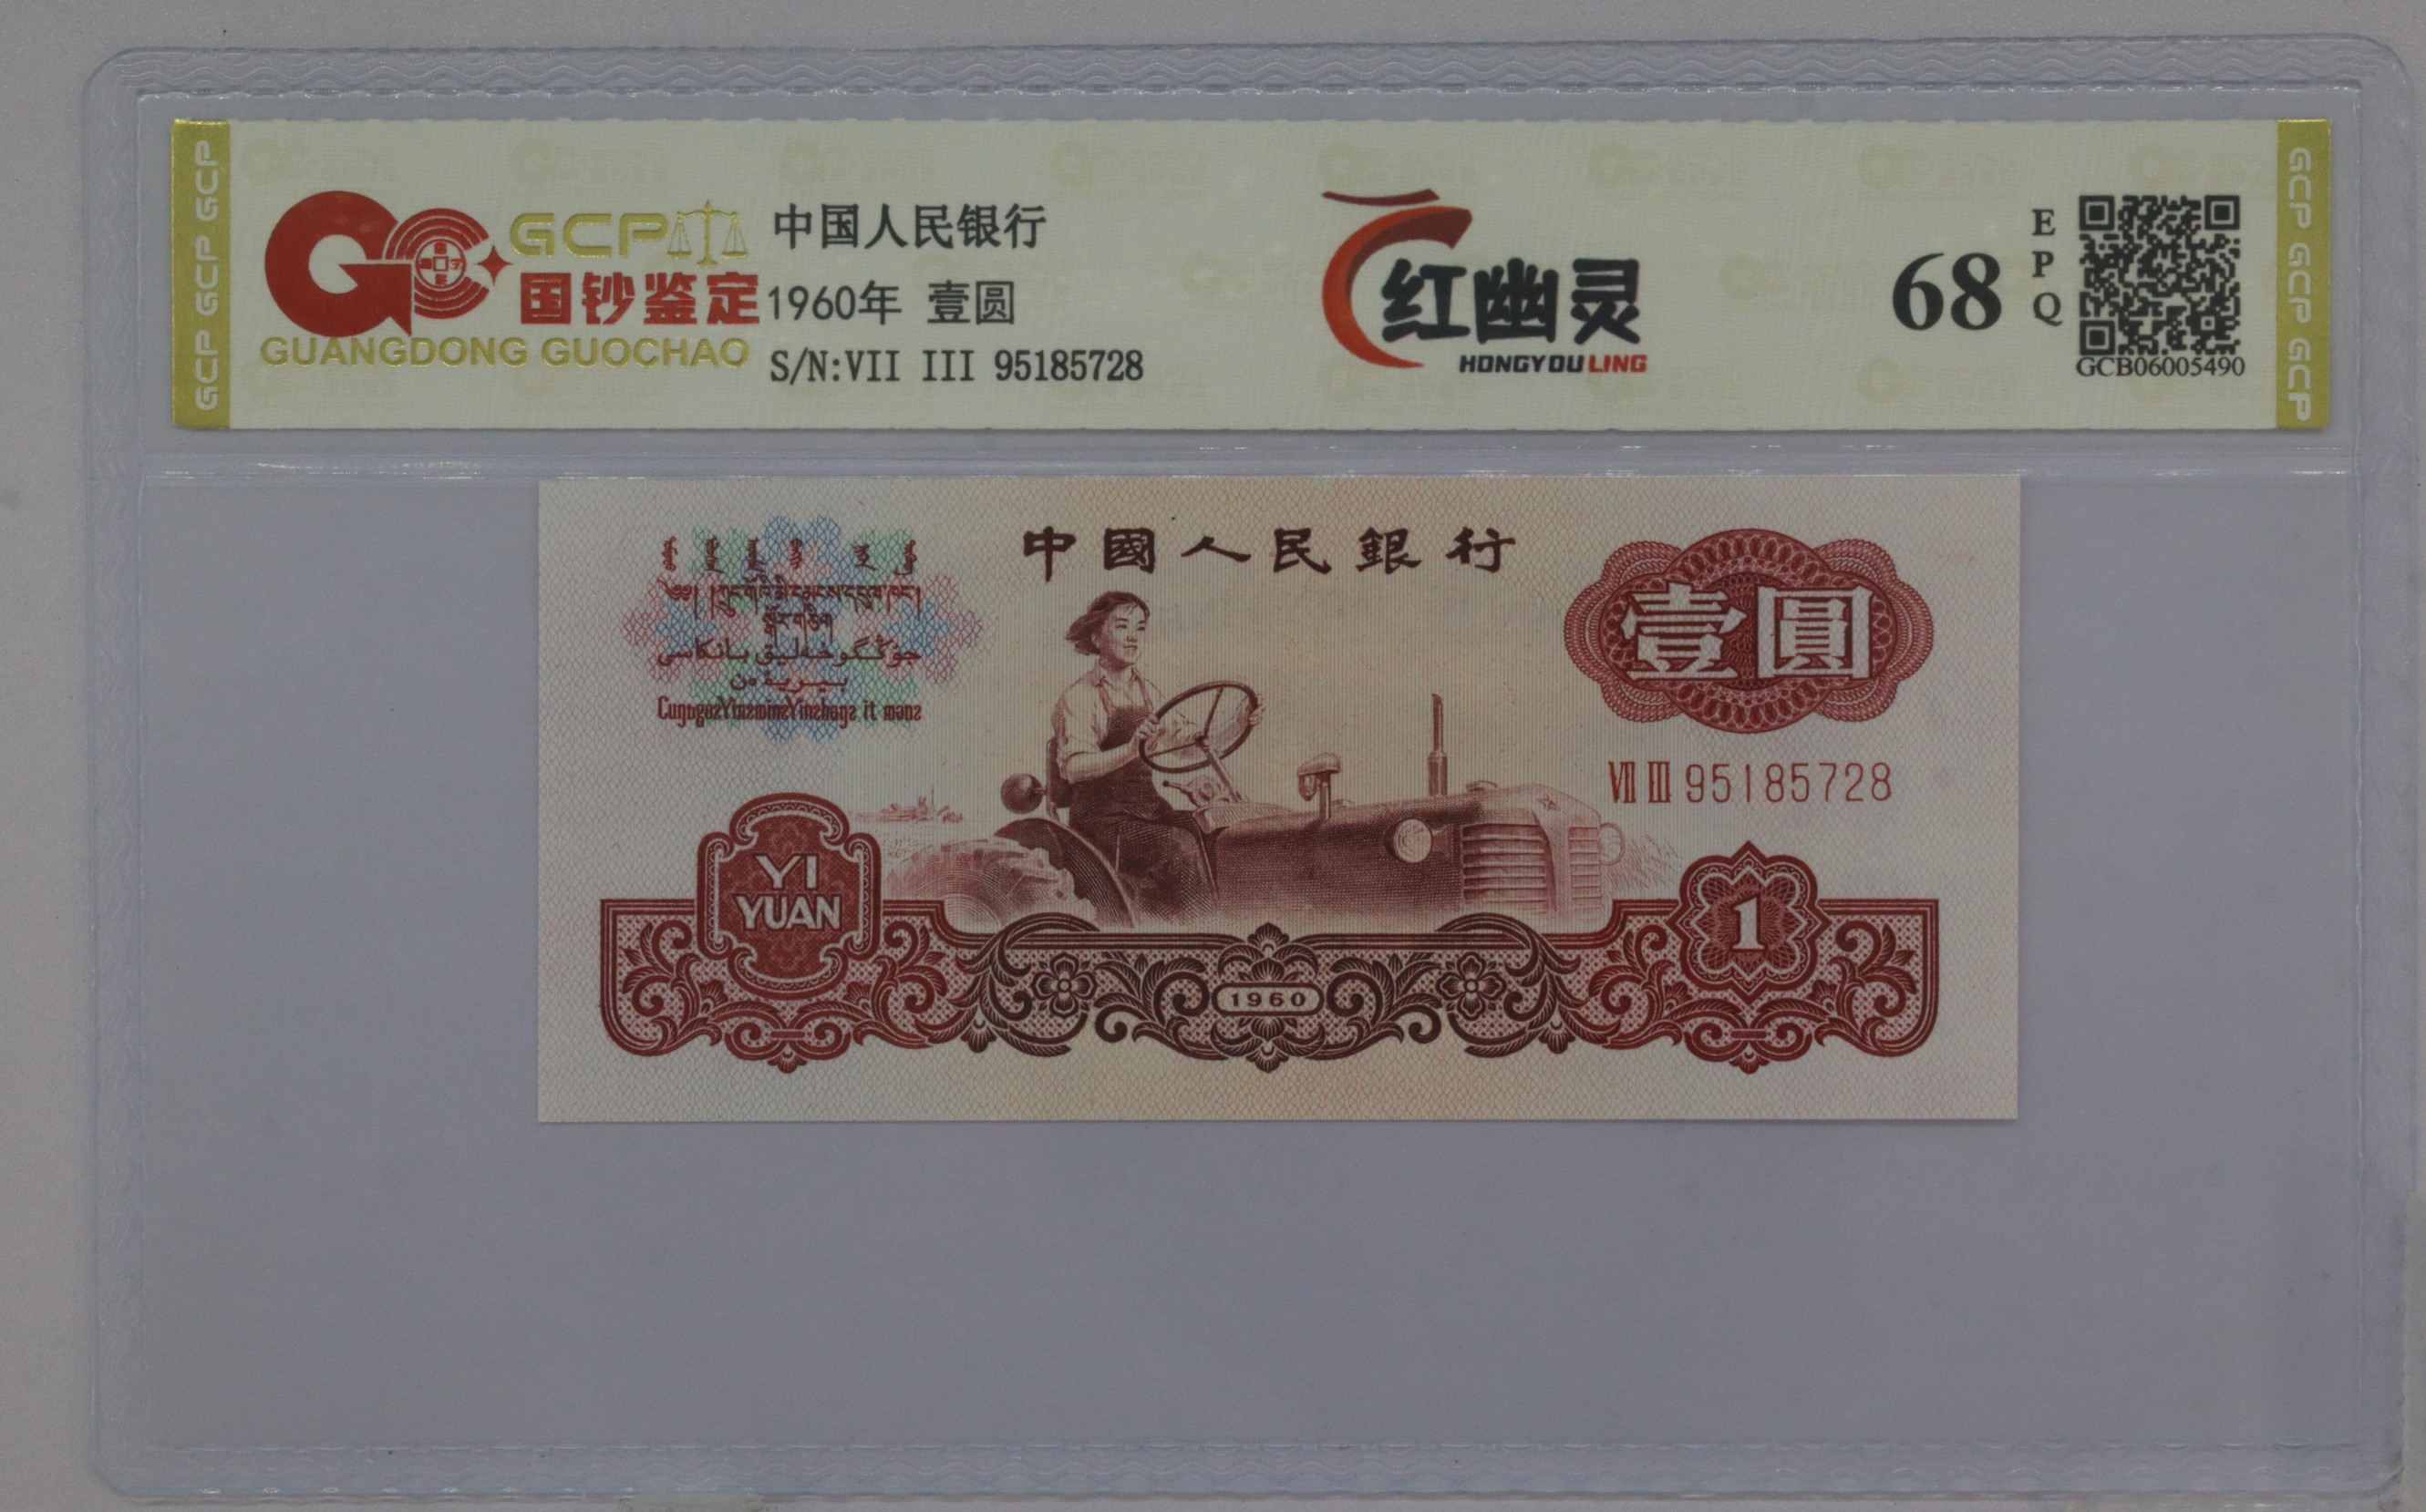 GCP GCP GCP
GCP
国钞鉴定
GUANGDONG GUOCHAO
中国人民银行
1960年 壹圆
S/N:VII III 95185728
红幽灵
HONGYOULING
68
E
P
Q
GCB06005490
GCP GCP GCP
中國人民銀行
壹圓
VII III 95185728
YI
YUAN
1960
1